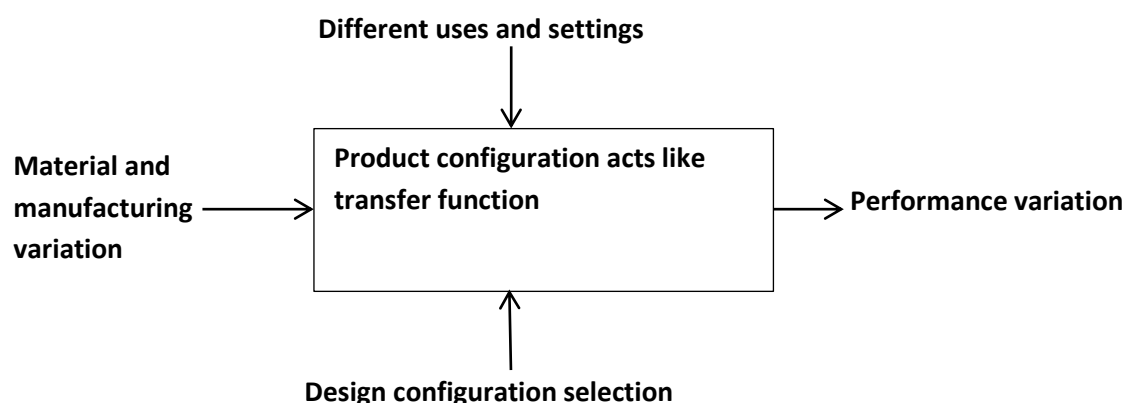 Different uses and settings
Material and
manufacturing
variation
Product configuration acts like
transfer function
Performance variation
Design configuration selection